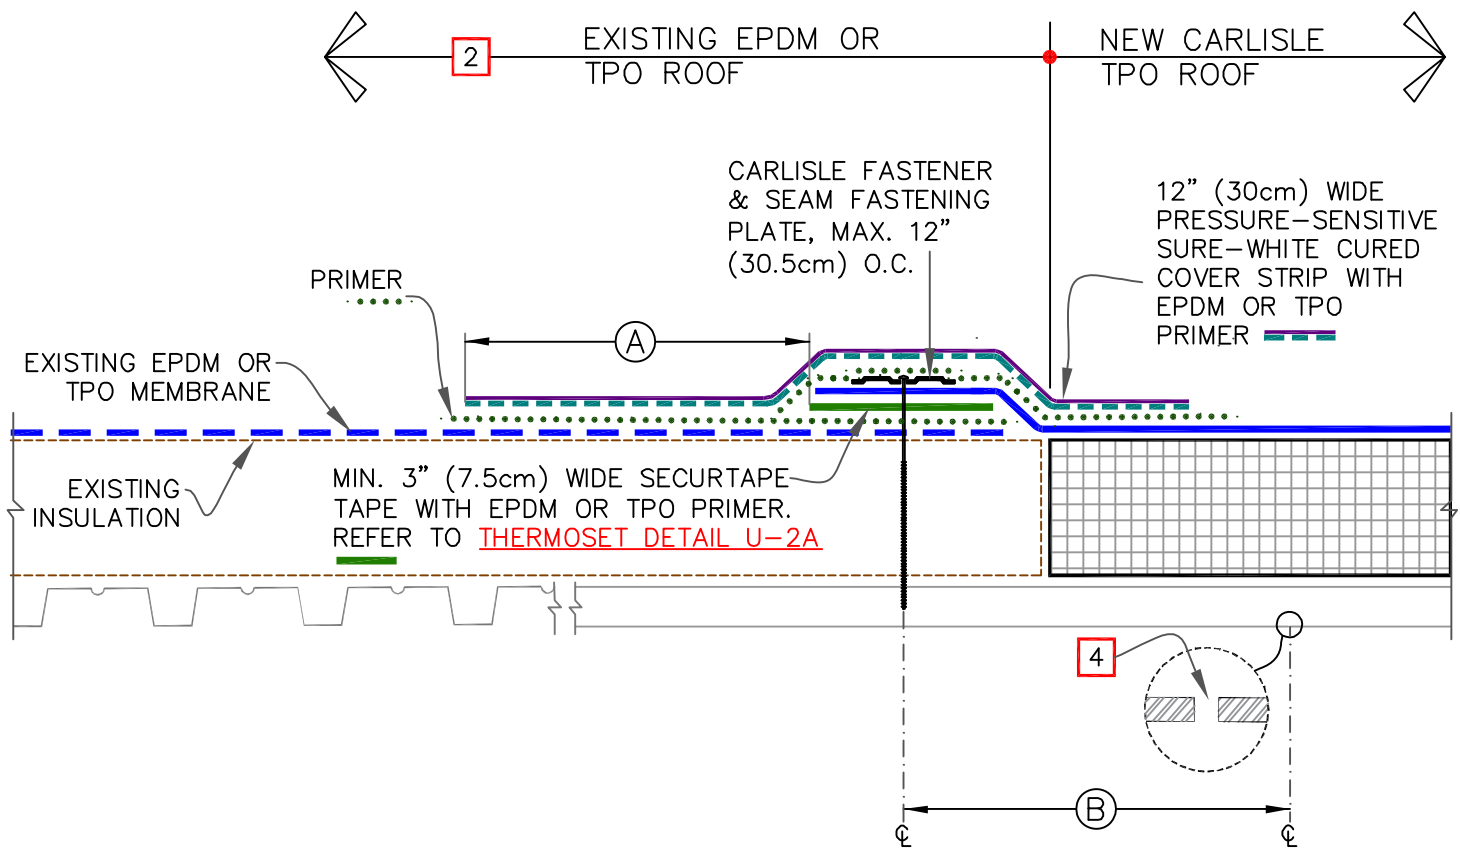 2
EXISTING EPDM OR
TPO ROOF
NEW CARLISLE
TPO ROOF
CARLISLE FASTENER
& SEAM FASTENING
PLATE, MAX. 12"
(30.5cm) O.C.
12" (30cm) WIDE
PRESSURE-SENSITIVE
SURE-WHITE CURED
COVER STRIP WITH
EPDM OR TPO
PRIMER
PRIMER
A
EXISTING EPDM OR
TPO MEMBRANE
EXISTING
INSULATION
MIN. 3" (7.5cm) WIDE SECURTAPE
TAPE WITH EPDM OR TPO PRIMER.
REFER TO THERMOSET DETAIL U-2A
4
B
℄
℄